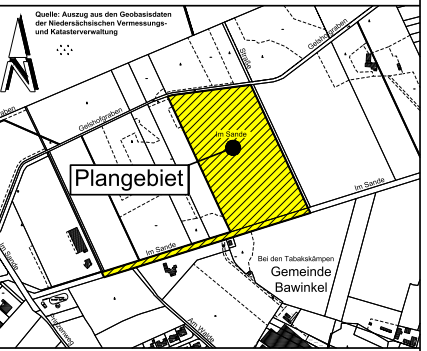 Quelle: Auszug aus den Geobasisdaten
der Niedersächsischen Vermessungs-
und Katasterverwaltung
N
Gelshofgraben
Straße
Gelshofgraben
Im Sande
Plangebiet
Im Sande
Im Sande
Im Sande
Bei den Tabakskämpen
Gemeinde
Bawinkel
Am Walde